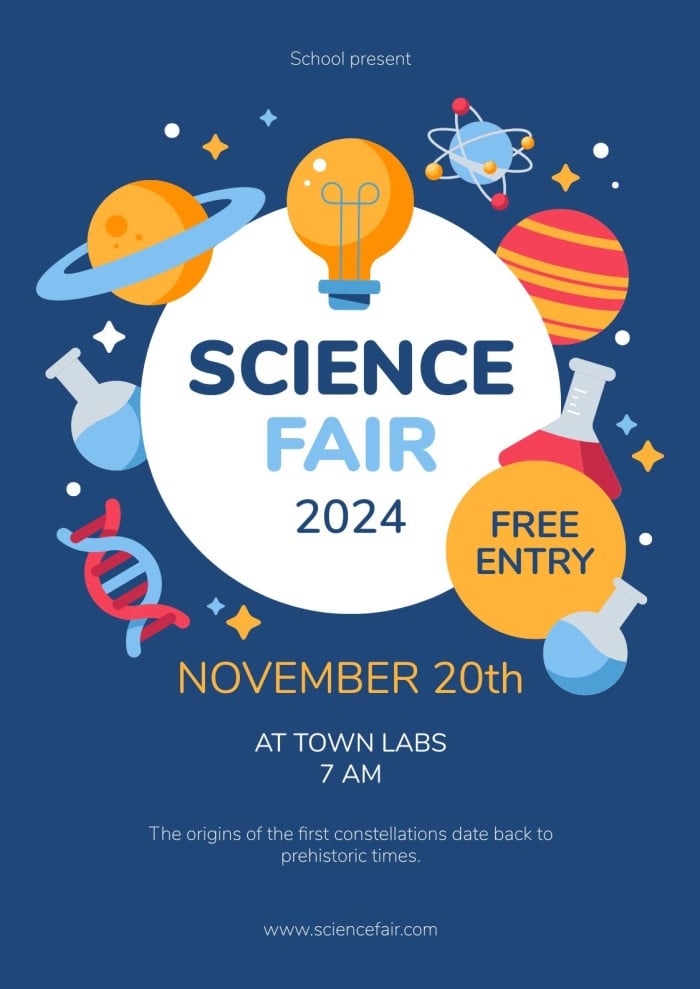 School present
SCIENCE
FAIR
2024
FREE
ENTRY
NOVEMBER 20th
AT TOWN LABS
7 AM
The origins of the first constellations date back to
prehistoric times.
www.sciencefair.com